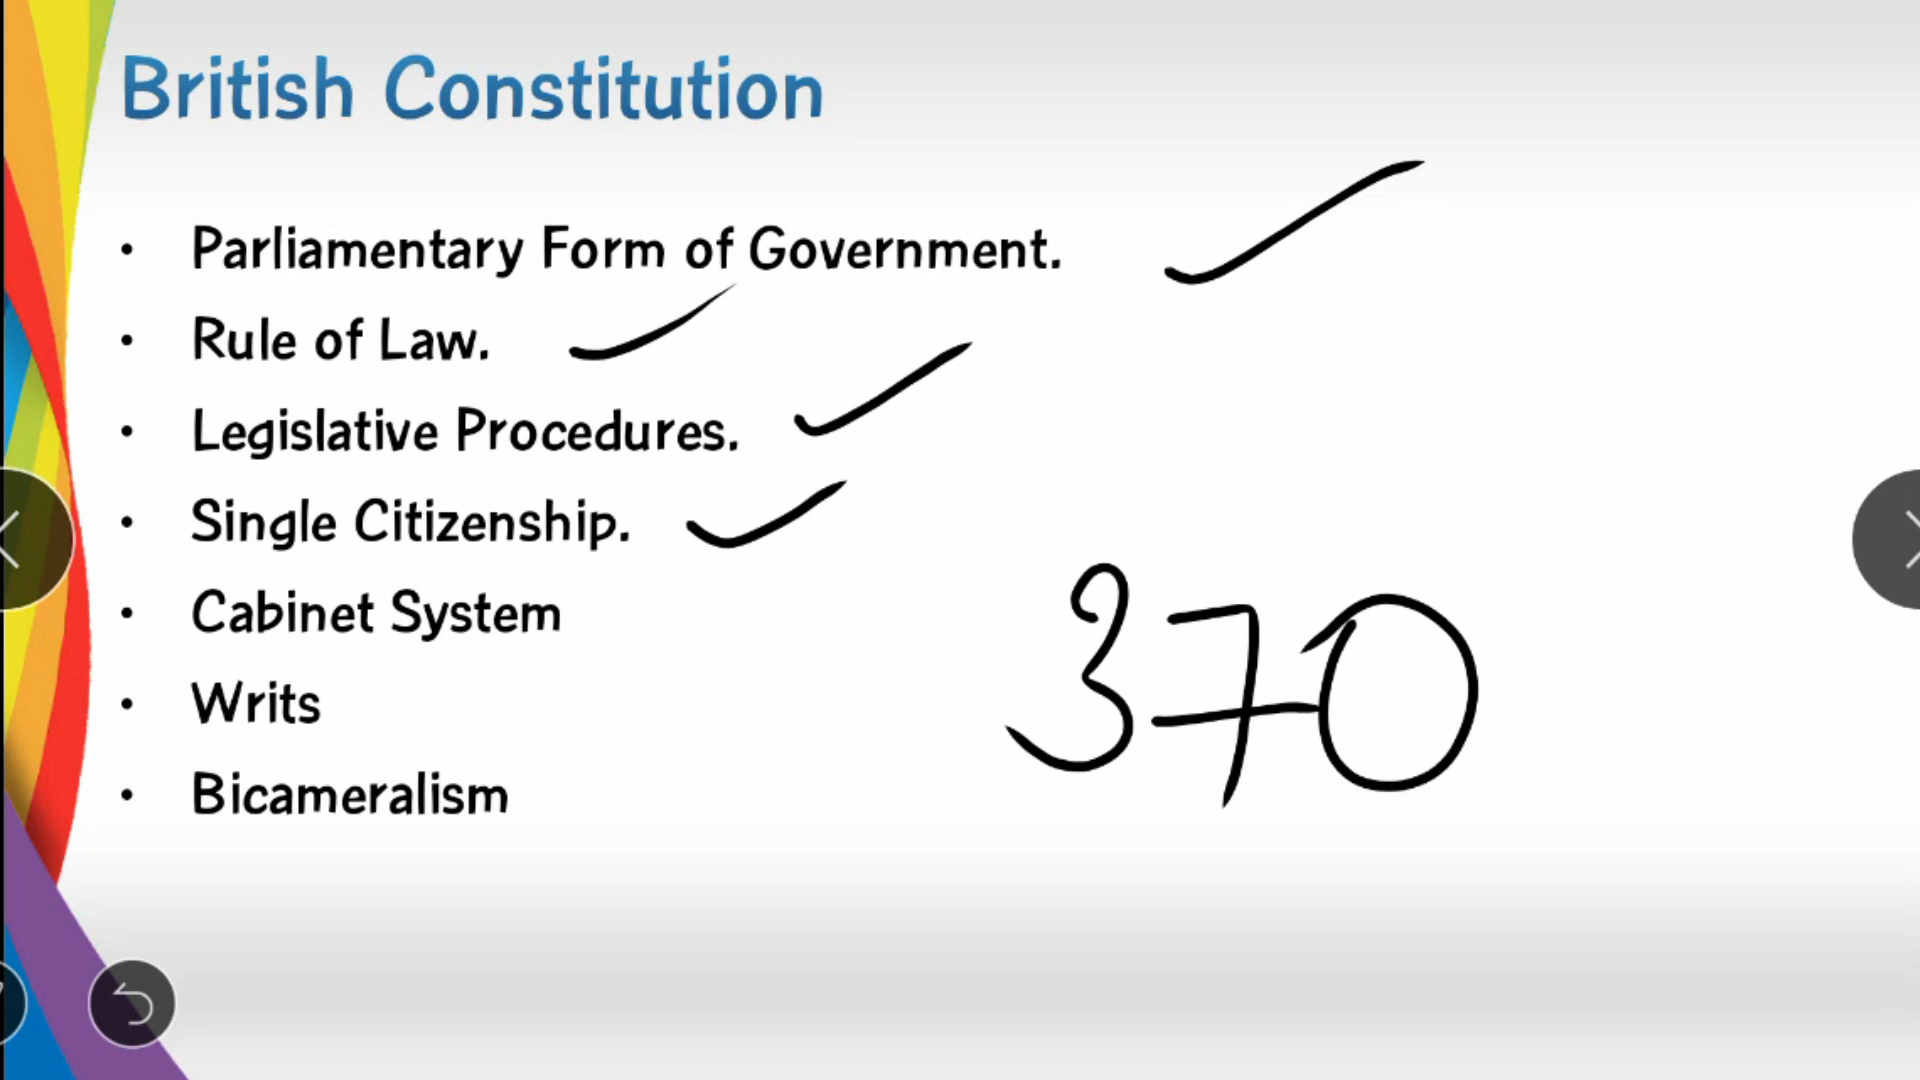 British Constitution
• Parliamentary Form of Government.
• Rule of Law.
• Legislative Procedures.
• Single Citizenship.
• Cabinet System
• Writs
• Bicameralism
370